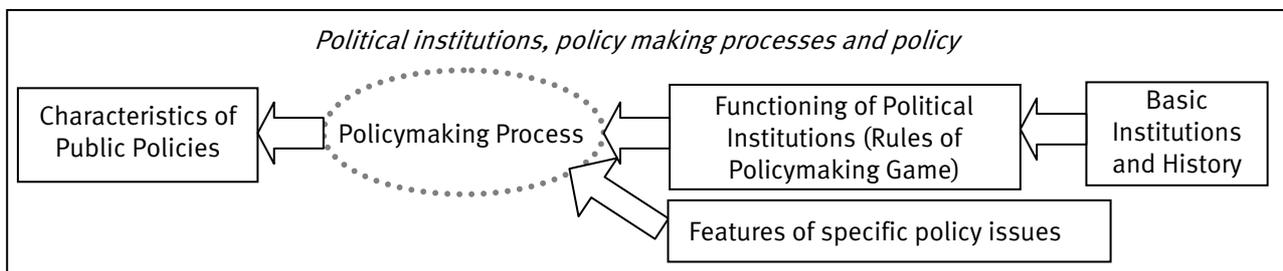 Political institutions, policy making processes and policy
Characteristics of
Public Policies
Policymaking Process
Functioning of Political
Institutions (Rules of
Policymaking Game)
Basic
Institutions
and History
Features of specific policy issues